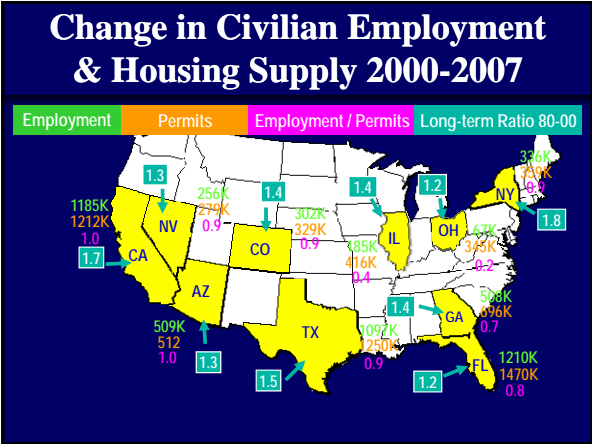 Change in Civilian Employment
& Housing Supply 2000-2007
Employment
Permits
Employment / Permits
Long-term Ratio 80-00
336K
359K
0.9
NY
1.8
1.3
256K
279K
0.9
NV
1.4
302K
329K
0.9
CO
1.4
485K
416K
0.4
IL
1.2
OH
67K
345K
0.2
1185K
1212K
1.0
CA
1.7
AZ
509K
512
1.0
1.3
TX
1097K
1250K
0.9
1.5
1.4
GA
508K
696K
0.7
FL
1210K
1470K
0.8
1.2